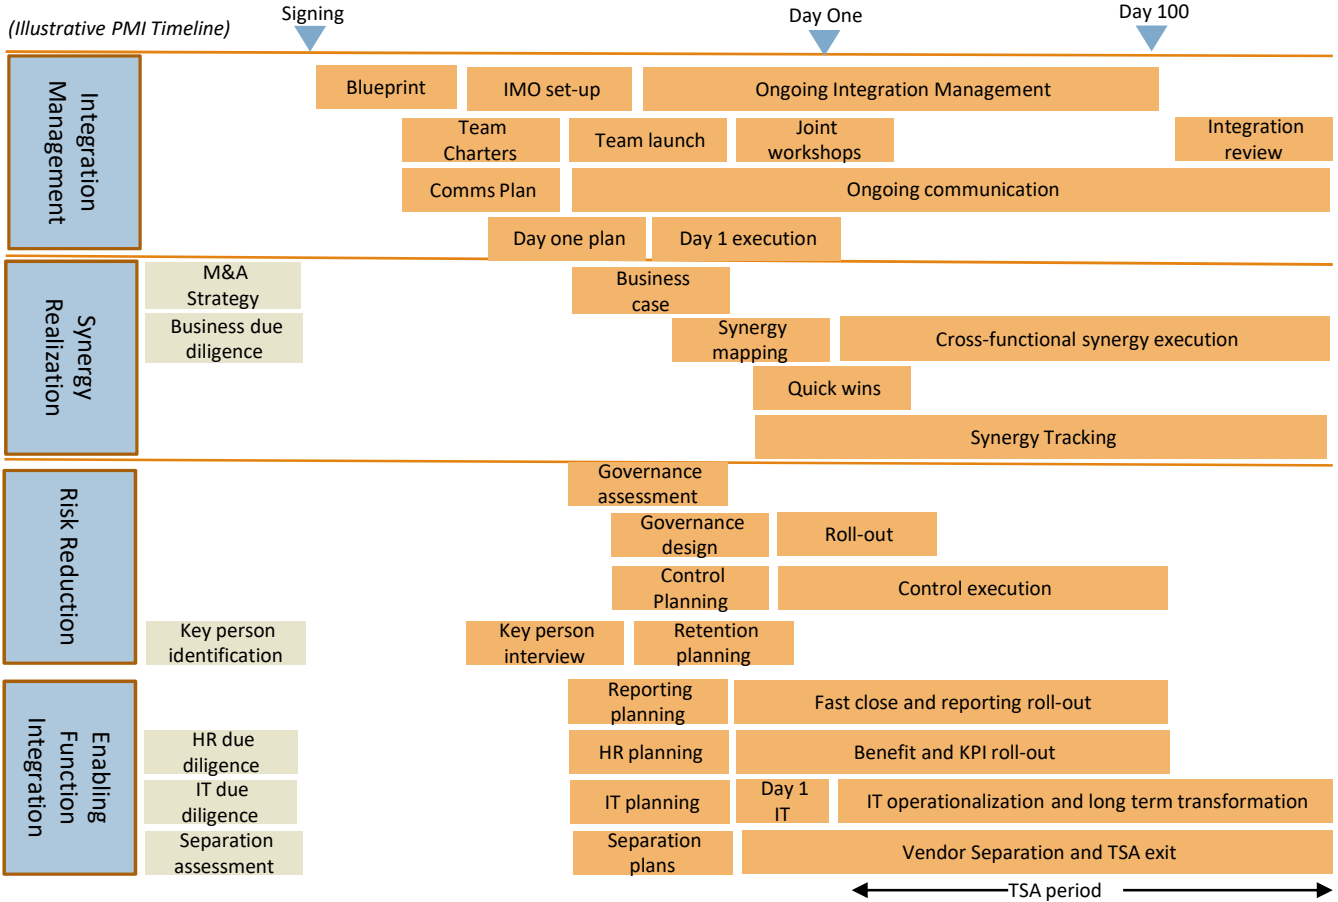 (Illustrative PMI Timeline)
Signing
Day One
Day 100
Integration
Management
Blueprint
IMO set-up
Ongoing Integration Management
Team
Charters
Team launch
Joint
workshops
Integration
review
Comms Plan
Ongoing communication
Day one plan
Day 1 execution
Synergy
Realization
M&A
Strategy
Business
case
Business due
diligence
Synergy
mapping
Cross-functional synergy execution
Quick wins
Synergy Tracking
Risk Reduction
Governance
assessment
Governance
design
Roll-out
Control
Planning
Control execution
Key person
identification
Key person
interview
Retention
planning
Enabling
Function
Integration
Reporting
planning
Fast close and reporting roll-out
HR due
diligence
HR planning
Benefit and KPI roll-out
IT due
diligence
IT planning
Day 1
IT
IT operationalization and long term transformation
Separation
assessment
Separation
plans
Vendor Separation and TSA exit
TSA period